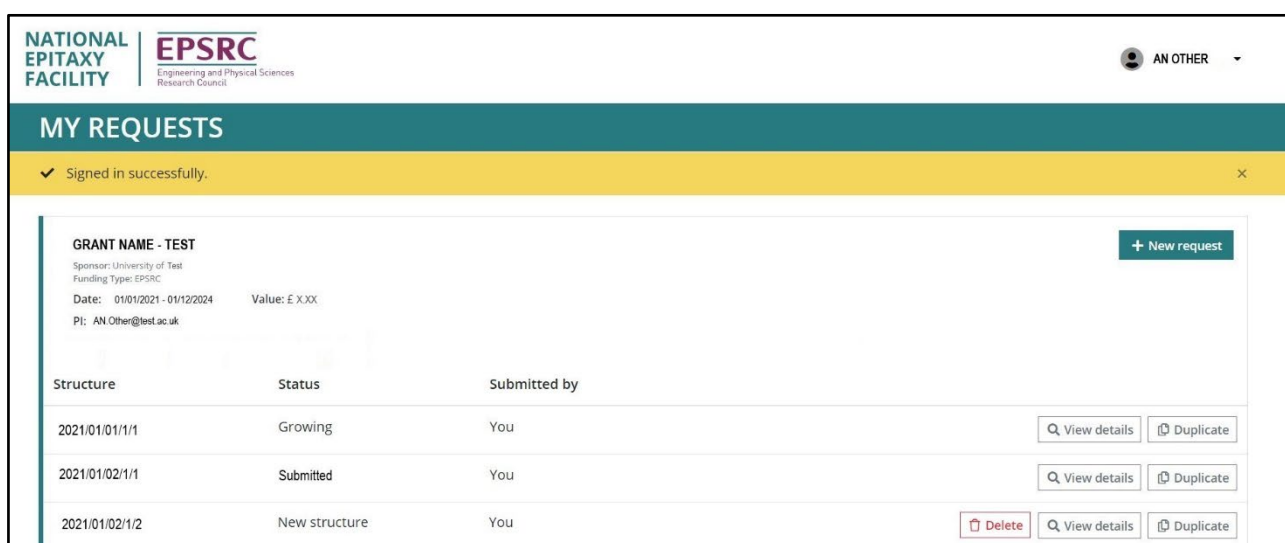 NATIONAL
EPITAXY
FACILITY
EPSRC
Engineering and Physical Sciences
Research Council
AN OTHER
MY REQUESTS
Signed in successfully.
GRANT NAME - TEST
+ New request
Sponsor: University of Test
Funding Type: EPSRC
Date: 01/01/2021 - 01/12/2024 Value: £ X.XX
PI: AN.Other@test.ac.uk
Structure Status Submitted by
2021/01/01/1/1 Growing You View details Duplicate
2021/01/02/1/1 Submitted You View details Duplicate
2021/01/02/1/2 New structure You Delete View details Duplicate